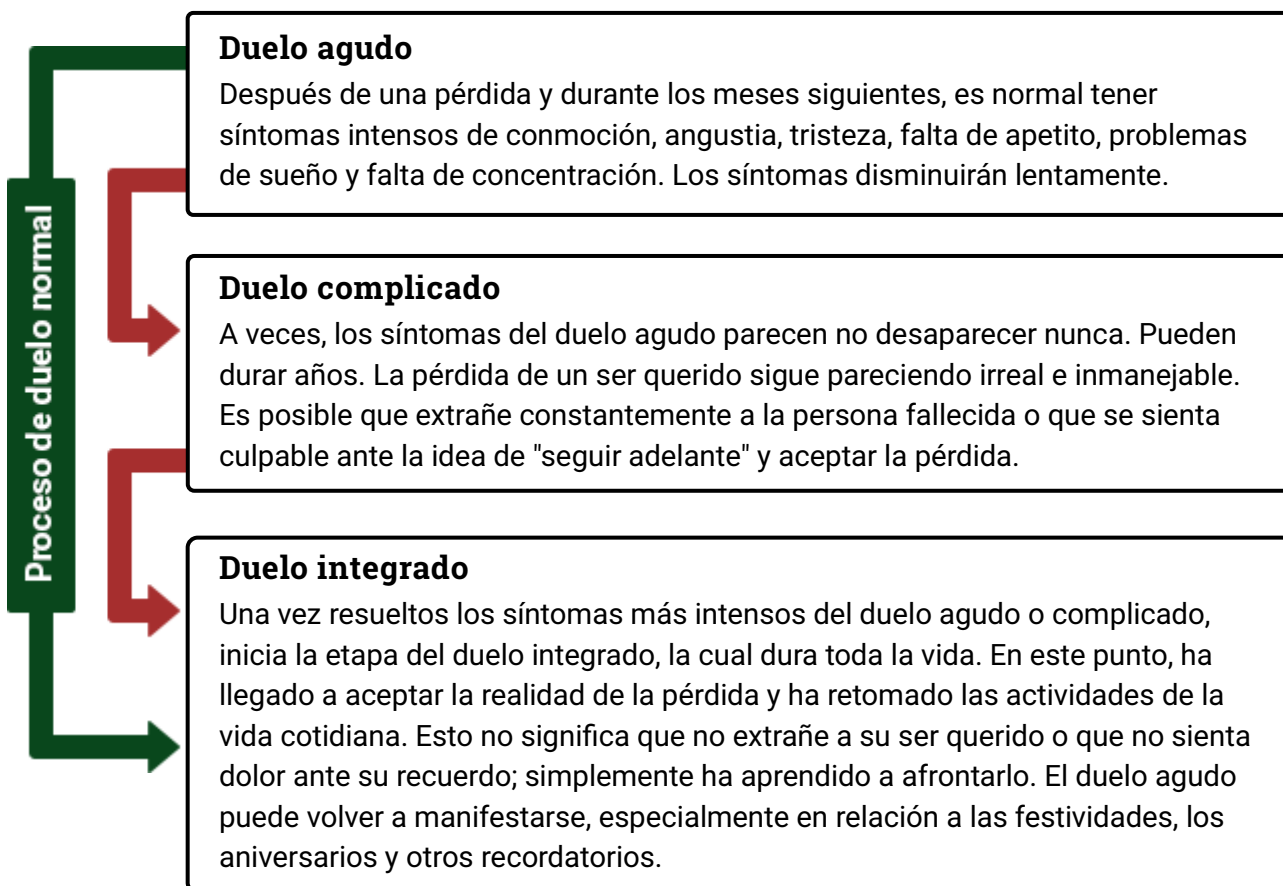 Duelo agudo
Después de una pérdida y durante los meses siguientes, es normal tener
síntomas intensos de conmoción, angustia, tristeza, falta de apetito, problemas
de sueño y falta de concentración. Los síntomas disminuirán lentamente.
Proceso de duelo normal
Duelo complicado
A veces, los síntomas del duelo agudo parecen no desaparecer nunca. Pueden
durar años. La pérdida de un ser querido sigue pareciendo irreal e inmanejable.
Es posible que extrañe constantemente a la persona fallecida o que se sienta
culpable ante la idea de "seguir adelante" y aceptar la pérdida.
Duelo integrado
Una vez resueltos los síntomas más intensos del duelo agudo o complicado,
inicia la etapa del duelo integrado, la cual dura toda la vida. En este punto, ha
llegado a aceptar la realidad de la pérdida y ha retomado las actividades de la
vida cotidiana. Esto no significa que no extrañe a su ser querido o que no sienta
dolor ante su recuerdo; simplemente ha aprendido a afrontarlo. El duelo agudo
puede volver a manifestarse, especialmente en relación a las festividades, los
aniversarios y otros recordatorios.